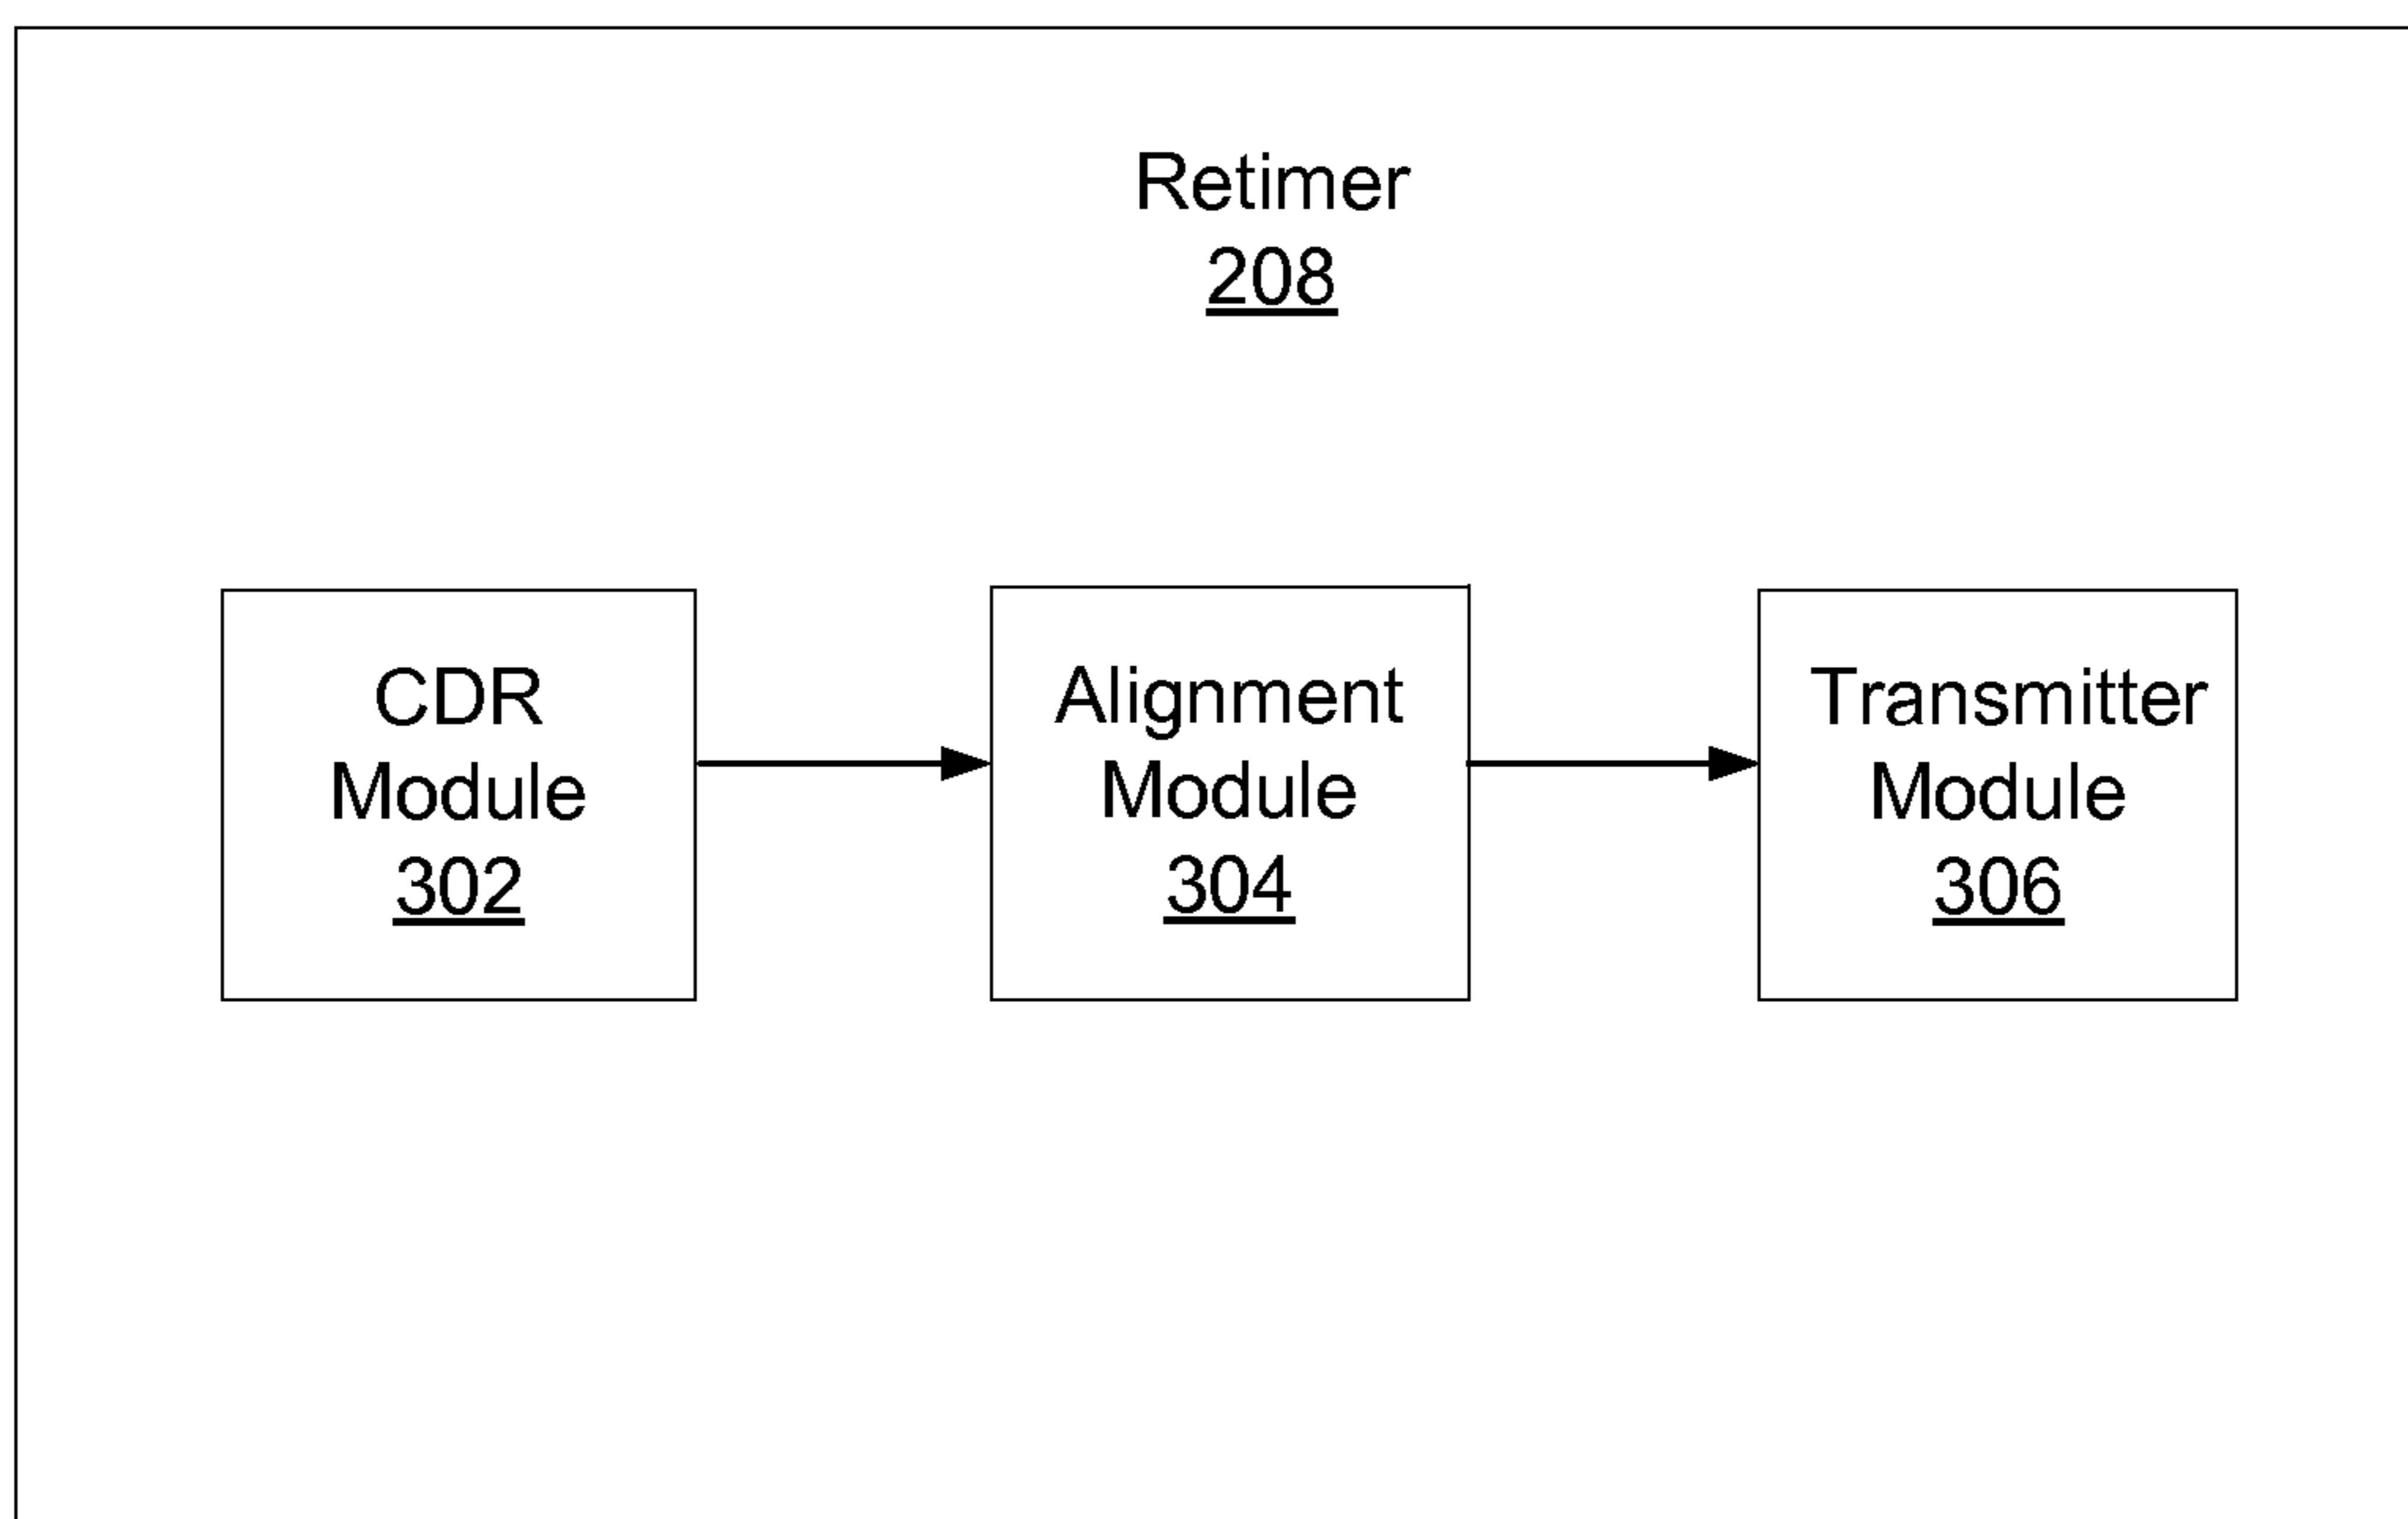 Retimer
208
CDR
Module
302
Alignment
Module
304
Transmitter
Module
306